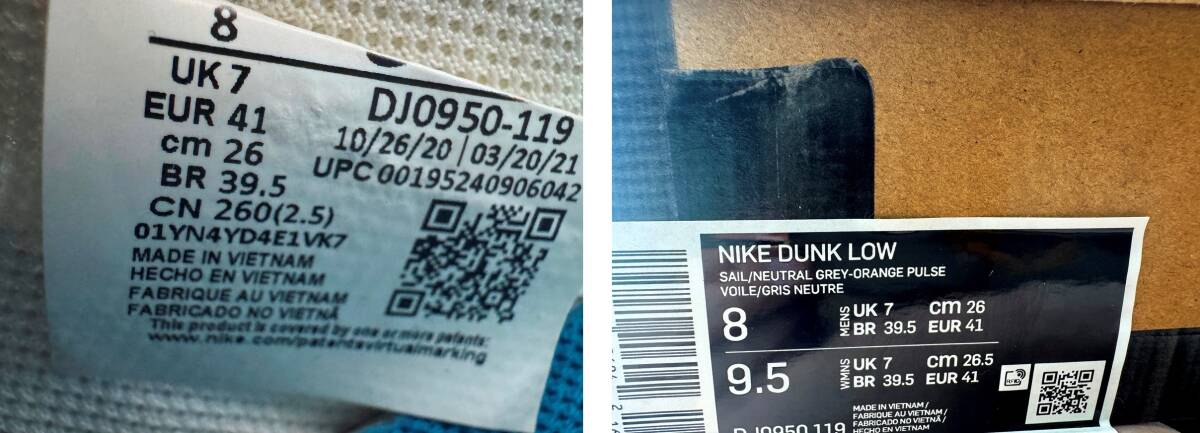 8
UK 7
EUR 41
cm 26
BR 39.5
CN 260(2.5)
01YN4YD4E1VK7
DJ0950-119
10/26/20 | 03/20/21
UPC 00195240906042
MADE IN VIETNAM
HECHO EN VIETNAM
FABRIQUE AU VIETNAM
FABRICADO NO VIETNÃ
This product is covered by one or more patents:
www.nike.com/patentsvirtualmarking
NIKE DUNK LOW
SAIL/NEUTRAL GREY-ORANGE PULSE
VOILE/GRIS NEUTRE
8 MENS UK 7 cm 26
BR 39.5 EUR 41
9.5 WMNS UK 7 cm 26.5
BR 39.5 EUR 41
MADE IN VIETNAM/
FABRIQUE AU VIETNAM/
FABRICADO NO VIETNÃ/
HECHO EN VIETNAM
DJ0950 119